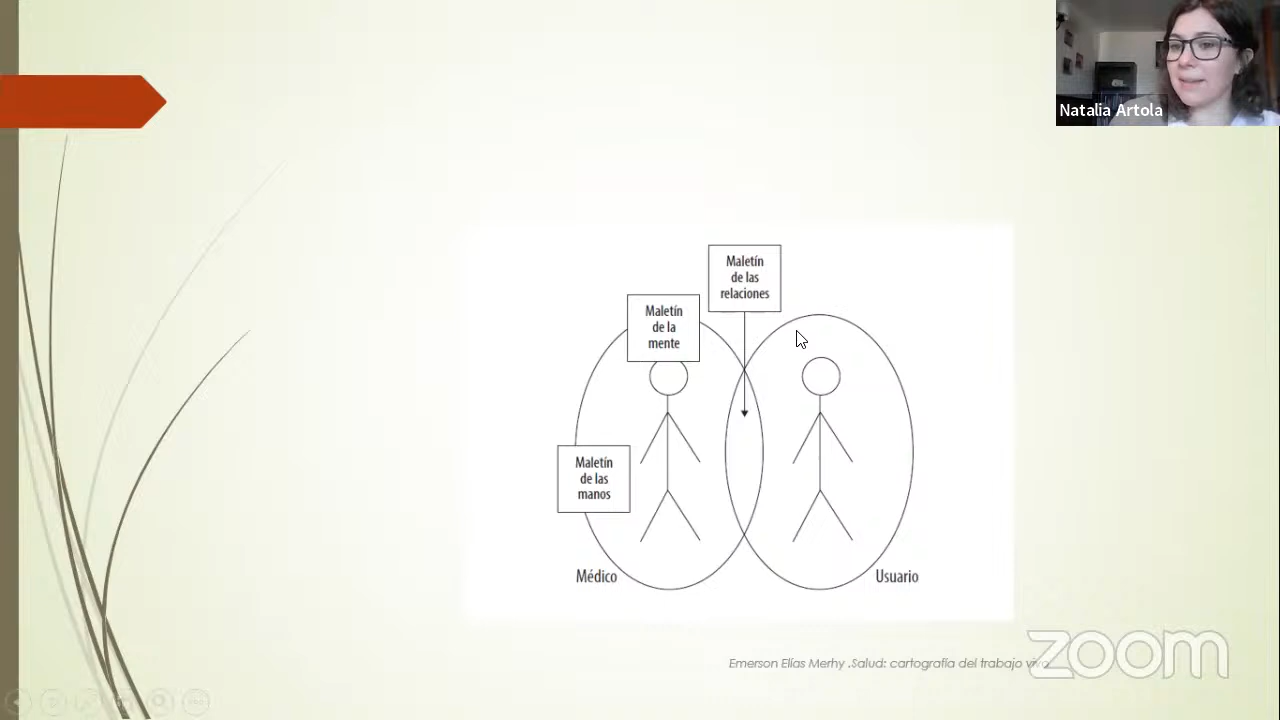 Natalia Artola
Maletín
de las
relaciones
Maletín
de la
mente
Maletín
de las
manos
Médico
Usuario
Emerson Elías Merhy .Salud: cartografía del trabajo vivo
zoom